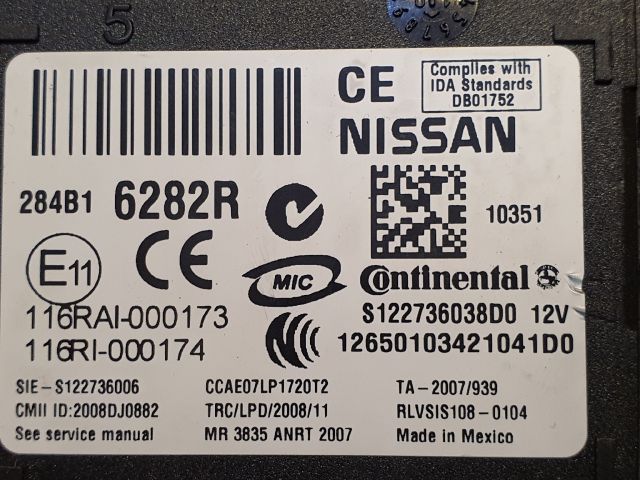 5
CE
Complies with
IDA Standards
DB01752
NISSAN
284B1 6282R
10351
E11
CE
MIC
Continental
116RAI-000173
116RI-000174
S122736038D0 12V
12650103421041D0
SIE-S122736006
CMII ID:2008DJ0882
See service manual
CCAE07LP1720T2
TRC/LPD/2008/11
MR 3835 ANRT 2007
TA-2007/939
RLVSIS108-0104
Made in Mexico